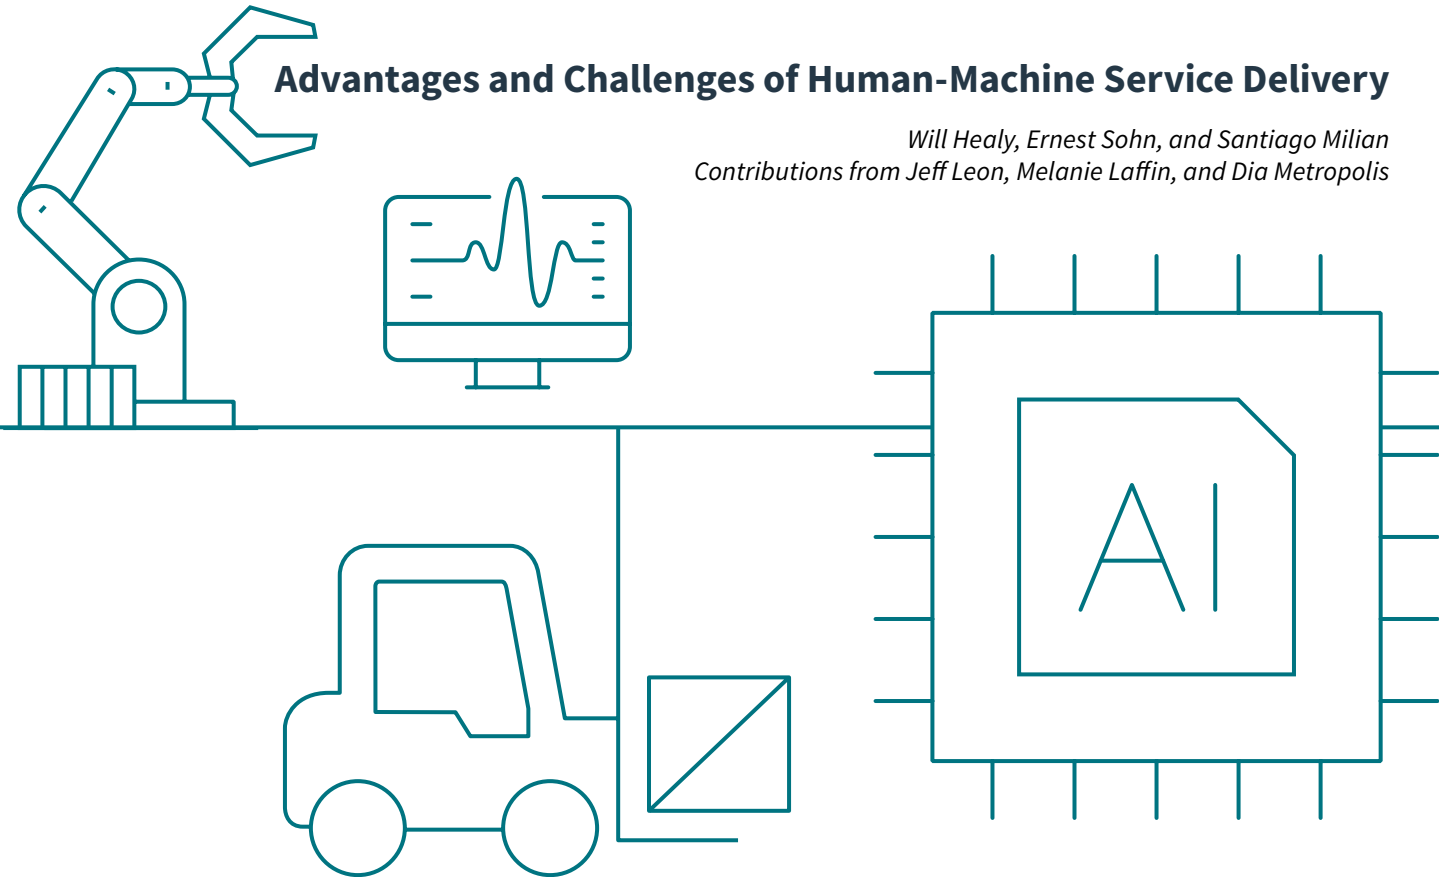 Advantages and Challenges of Human-Machine Service Delivery
Will Healy, Ernest Sohn, and Santiago Milian
Contributions from Jeff Leon, Melanie Laffin, and Dia Metropolis
AI